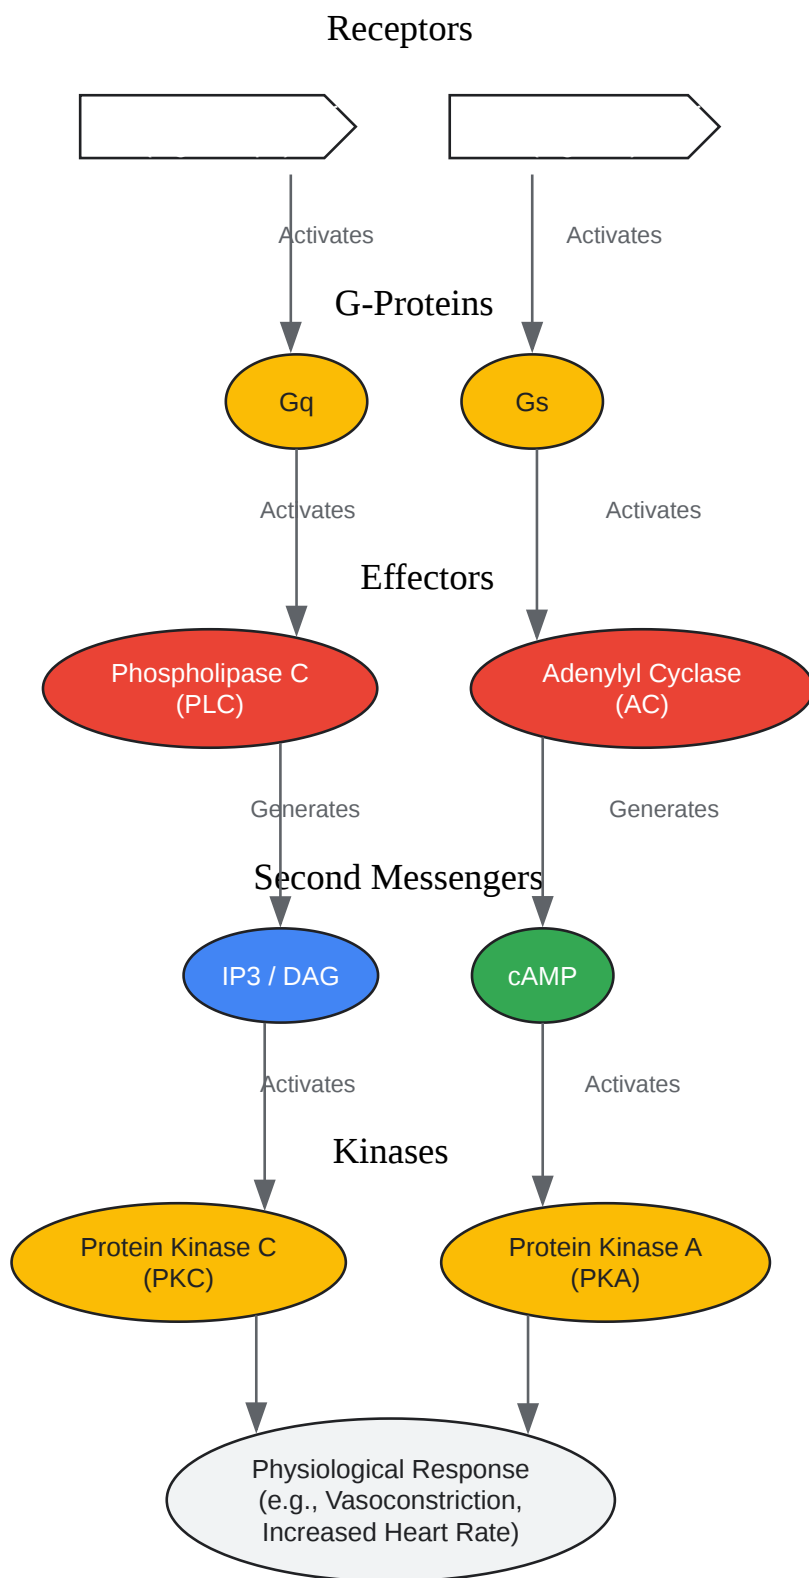 Receptors
Activates
Activates
G-Proteins
Gq
Gs
Activates
Activates
Effectors
Phospholipase C
(PLC)
Adenylyl Cyclase
(AC)
Generates
Generates
Second Messengers
IP3 / DAG
cAMP
Activates
Activates
Kinases
Protein Kinase C
(PKC)
Protein Kinase A
(PKA)
Physiological Response
(e.g., Vasoconstriction,
Increased Heart Rate)